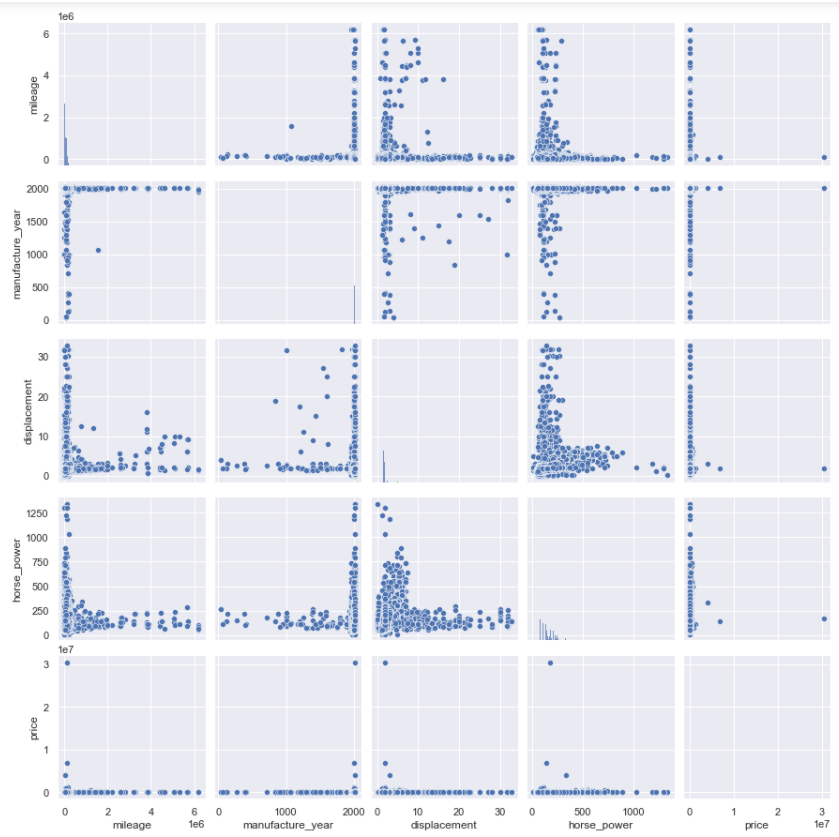 1e6
6
4
2
0
mileage
2000
1500
1000
500
0
manufacture_year
30
20
10
0
displacement
1250
1000
750
500
250
0
horse_power
1e7
3
2
1
0
price
0 2 4 6 0 1000 2000 0 10 20 30 0 500 1000 0 1 2 3
mileage 1e6 manufacture_year displacement horse_power price 1e7